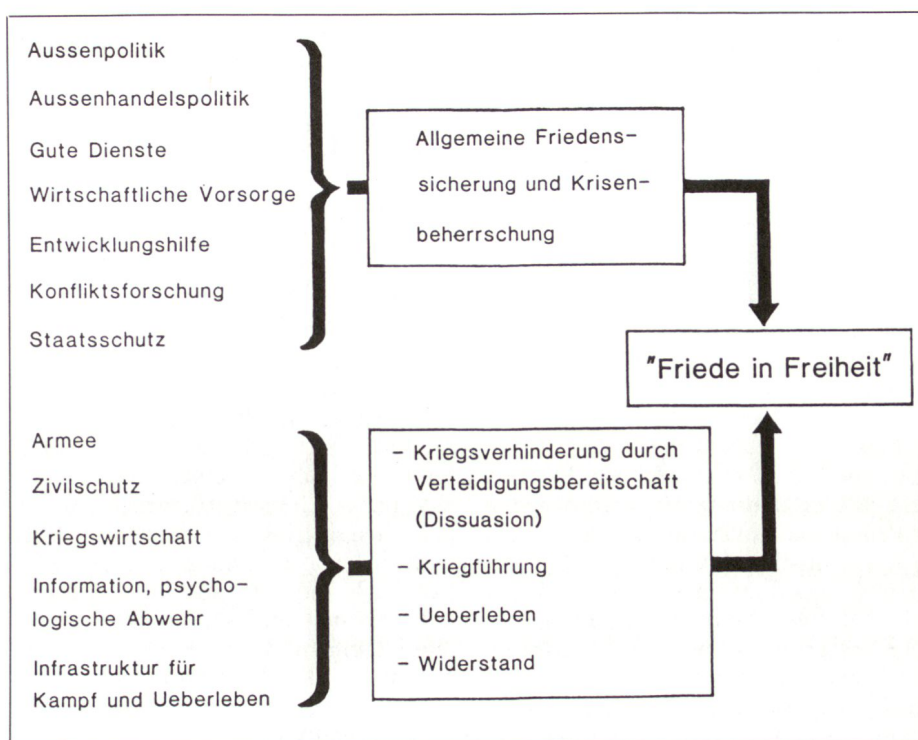 Aussenpolitik
Aussenhandelspolitik
Gute Dienste
Wirtschaftliche Vorsorge
Entwicklungshilfe
Konfliktsforschung
Staatsschutz
Allgemeine Friedens-
sicherung und Krisen-
beherrschung
"Friede in Freiheit"
Armee
Zivilschutz
Kriegswirtschaft
Information, psycho-
logische Abwehr
Infrastruktur für
Kampf und Ueberleben
- Kriegsverhinderung durch
Verteidigungsbereitschaft
(Dissuasion)
- Kriegführung
- Ueberleben
- Widerstand